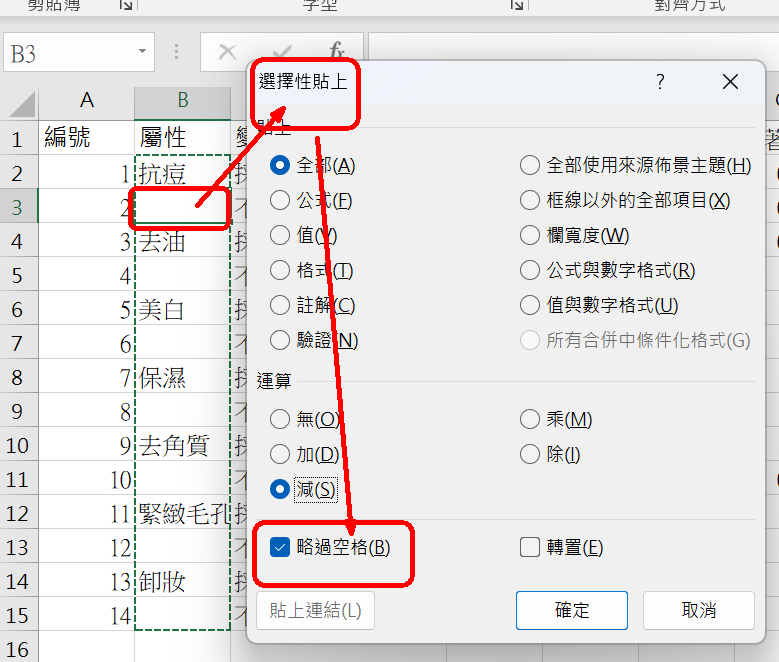 剪貼簿 字型 對齊方式
B3 fx
選擇性貼上 ?
A B
1 編號 屬性
2 1 抗痘
3 2
4 3 去油
5 4
6 5 美白
7 6
8 7 保濕
9 8
10 9 去角質
11 10
12 11 緊緻毛孔
13 12
14 13 卸妝
15 14
16
貼上
全部(A) 全部使用來源佈景主題(H)
公式(F) 框線以外的全部項目(X)
值(V) 欄寬度(W)
格式(T) 公式與數字格式(R)
註解(C) 值與數字格式(U)
驗證(N) 所有合併中條件化格式(G)
運算
無(O) 乘(M)
加(D) 除(I)
減(S)
略過空格(B) 轉置(E)
貼上連結(L) 確定 取消